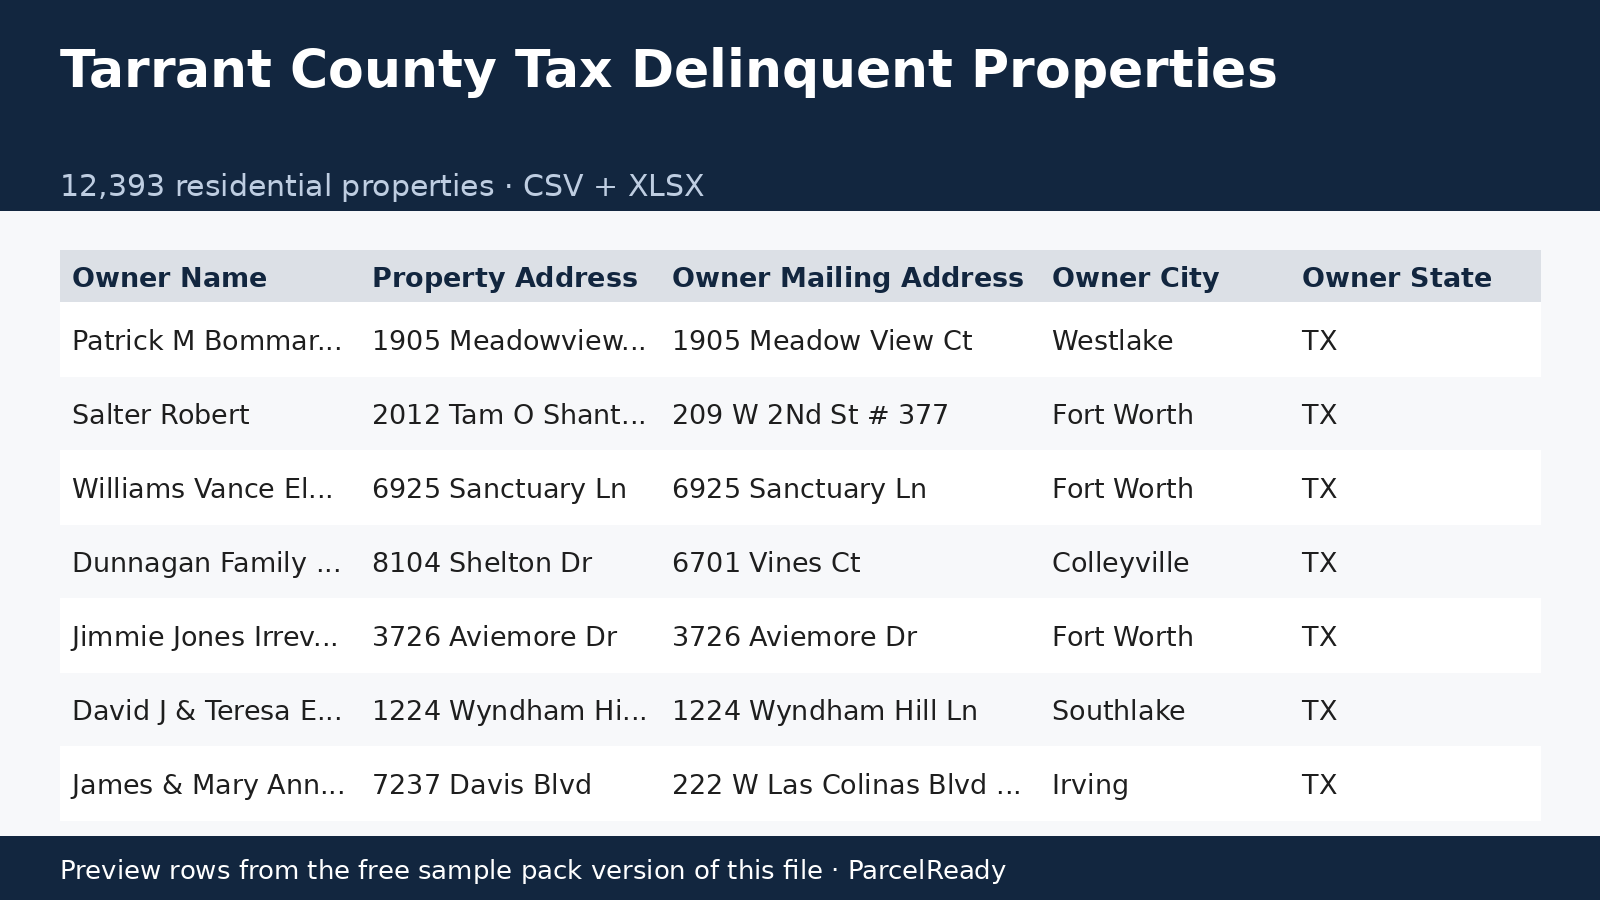 Tarrant County Tax Delinquent Properties
12,393 residential properties · CSV + XLSX
Owner Name Property Address Owner Mailing Address Owner City Owner State
Patrick M Bommar... 1905 Meadowview... 1905 Meadow View Ct Westlake TX
Salter Robert 2012 Tam O Shant... 209 W 2Nd St # 377 Fort Worth TX
Williams Vance El... 6925 Sanctuary Ln 6925 Sanctuary Ln Fort Worth TX
Dunnagan Family ... 8104 Shelton Dr 6701 Vines Ct Colleyville TX
Jimmie Jones Irrev... 3726 Aviemore Dr 3726 Aviemore Dr Fort Worth TX
David J & Teresa E... 1224 Wyndham Hi... 1224 Wyndham Hill Ln Southlake TX
James & Mary Ann... 7237 Davis Blvd 222 W Las Colinas Blvd ... Irving TX
Preview rows from the free sample pack version of this file · ParcelReady